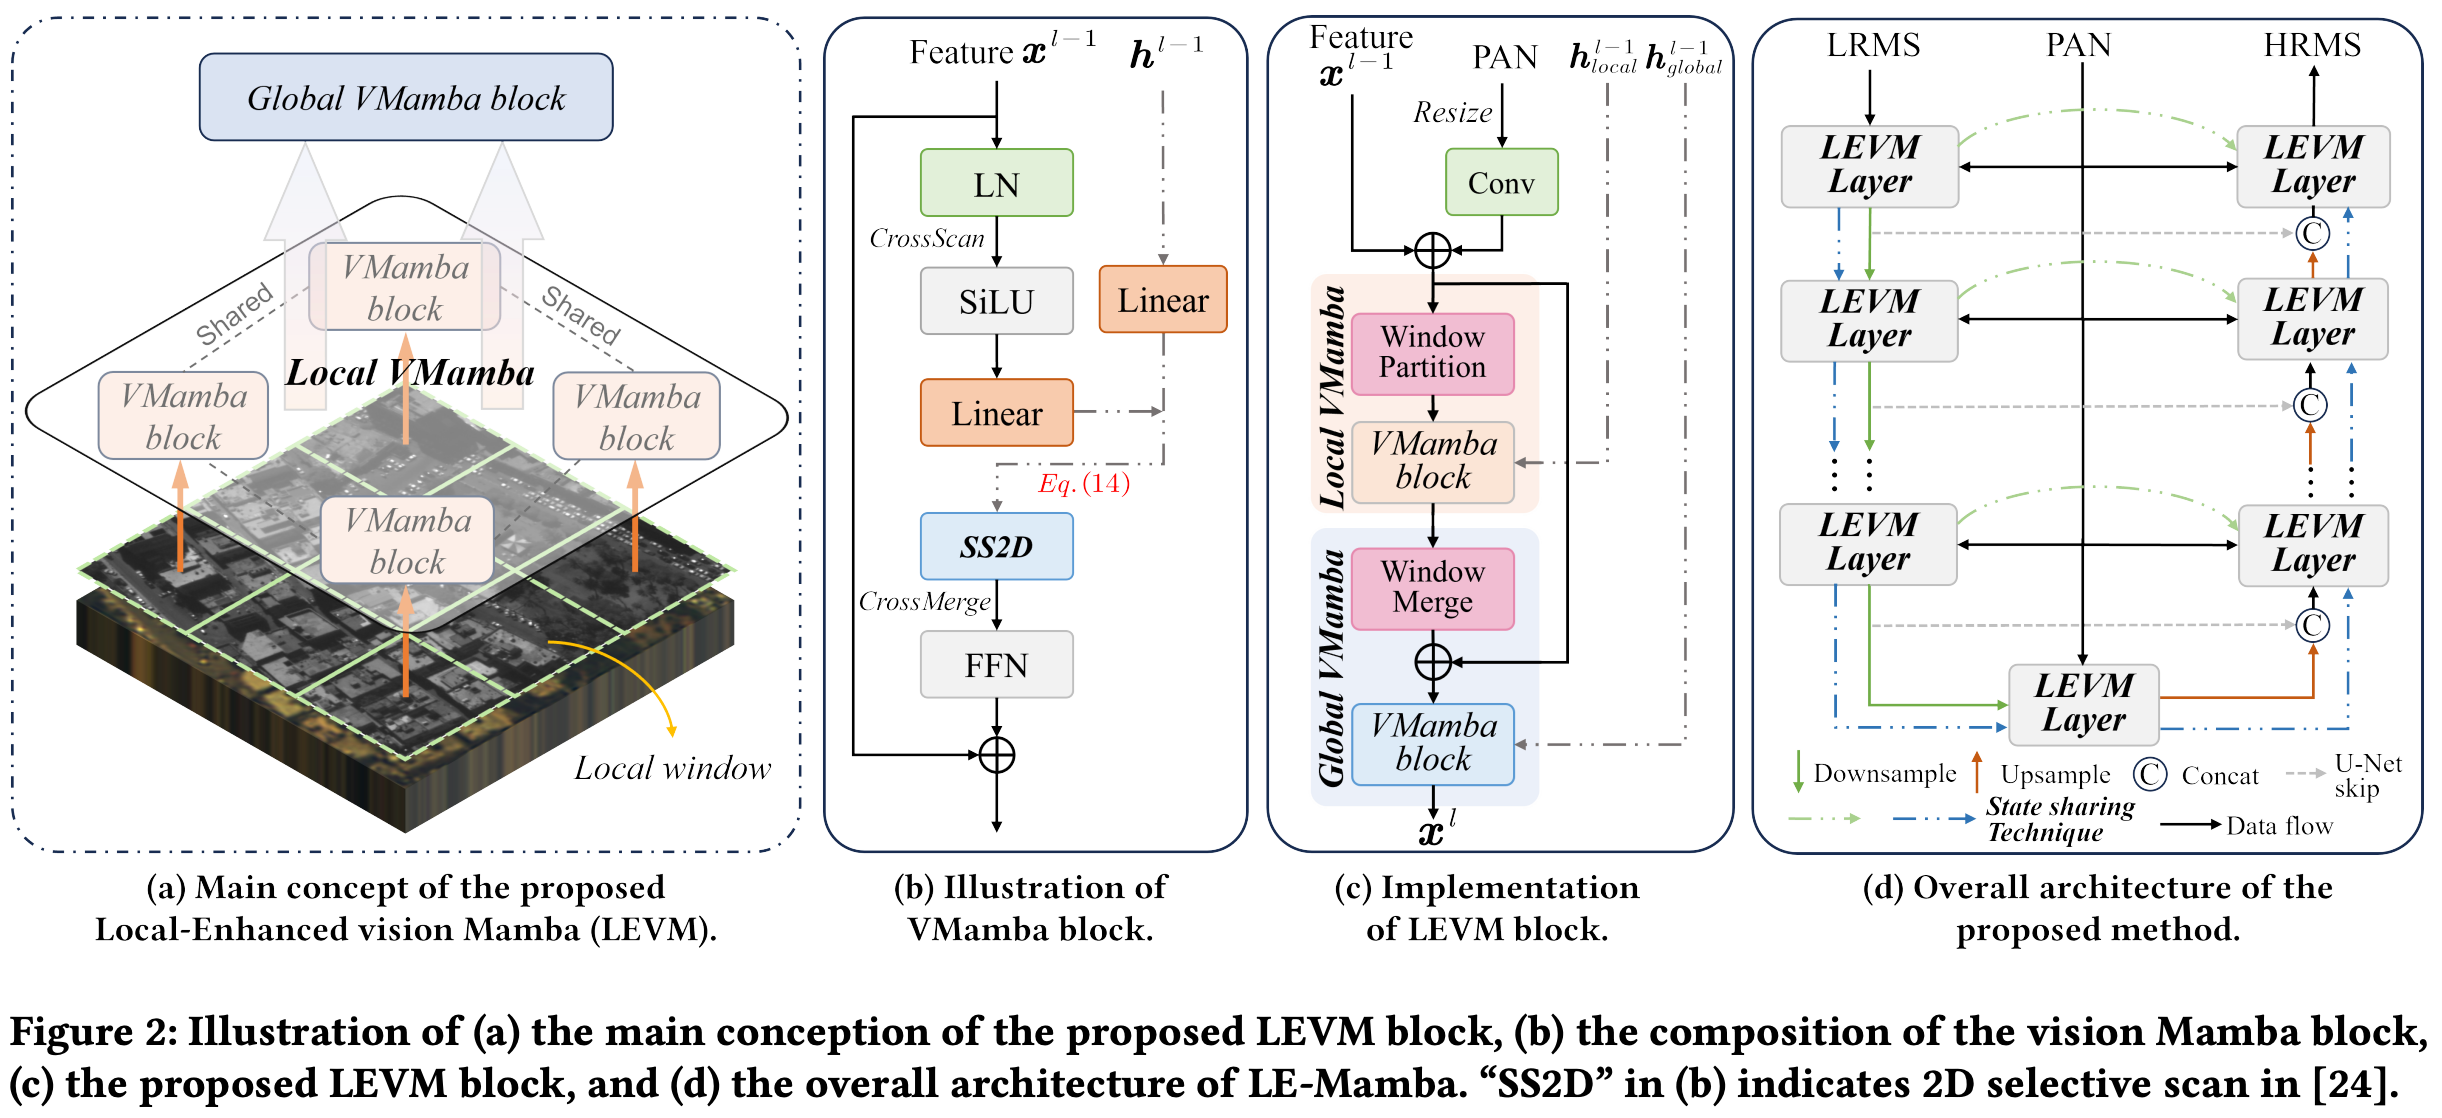 Global VMamba block
VMamba
block
Shared
Shared
Local VMamba
VMamba
block
VMamba
block
VMamba
block
Local window
(a) Main concept of the proposed
Local-Enhanced vision Mamba (LEVM).
Feature x^{l−1} h^{l−1}
LN
CrossScan
SiLU
Linear
Linear
Eq.(14)
SS2D
CrossMerge
FFN
(b) Illustration of
VMamba block.
Feature
x^{l−1}
PAN
h_{local}^{l−1} h_{global}^{l−1}
Resize
Conv
Local VMamba
Window
Partition
VMamba
block
Global VMamba
Window
Merge
VMamba
block
x^l
(c) Implementation
of LEVM block.
LRMS PAN HRMS
LEVM
Layer
LEVM
Layer
C
LEVM
Layer
LEVM
Layer
C
LEVM
Layer
LEVM
Layer
C
LEVM
Layer
Downsample
Upsample
C Concat
U-Net
skip
State sharing
Technique
Data flow
(d) Overall architecture of the
proposed method.
Figure 2: Illustration of (a) the main conception of the proposed LEVM block, (b) the composition of the vision Mamba block,
(c) the proposed LEVM block, and (d) the overall architecture of LE-Mamba. “SS2D” in (b) indicates 2D selective scan in [24].